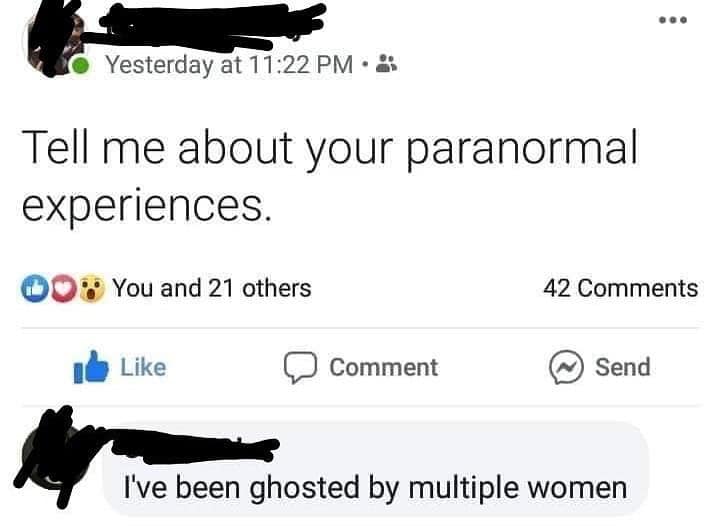 Yesterday at 11:22 PM •
Tell me about your paranormal
experiences.
You and 21 others 42 Comments
Like Comment Send
I've been ghosted by multiple women